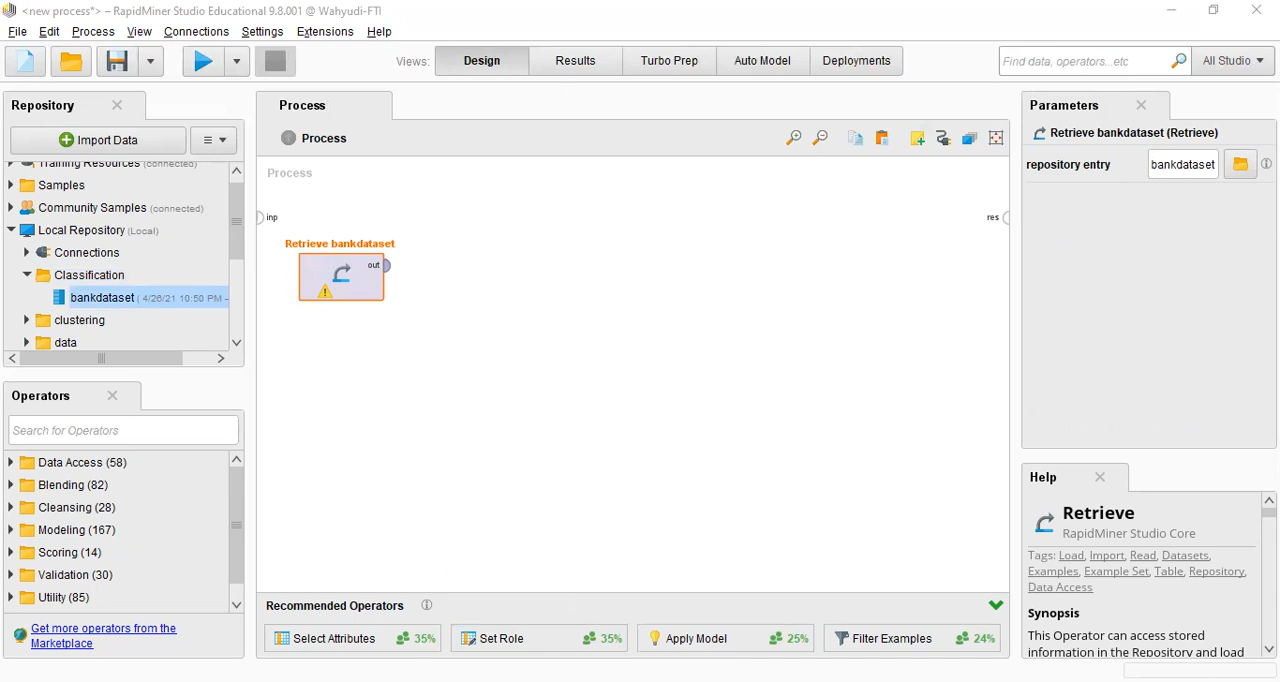 <new process*> – RapidMiner Studio Educational 9.8.001 @ Wahyudi-FTI
File Edit Process View Connections Settings Extensions Help
Views: Design Results Turbo Prep Auto Model Deployments Find data, operators...etc All Studio
Repository
Import Data
Training Resources (connected)
Samples
Community Samples (connected)
Local Repository (Local)
Connections
Classification
bankdataset (4/26/21 10:50 PM –
clustering
data
Operators
Search for Operators
Data Access (58)
Blending (82)
Cleansing (28)
Modeling (167)
Scoring (14)
Validation (30)
Utility (85)
Get more operators from the
Marketplace
Process
Process
Process
inp
res
Retrieve bankdataset
out
Recommended Operators
Select Attributes 35%
Set Role 35%
Apply Model 25%
Filter Examples 24%
Parameters
Retrieve bankdataset (Retrieve)
repository entry bankdataset
Help
Retrieve
RapidMiner Studio Core
Tags: Load, Import, Read, Datasets,
Examples, Example Set, Table, Repository,
Data Access
Synopsis
This Operator can access stored
information in the Repository and load